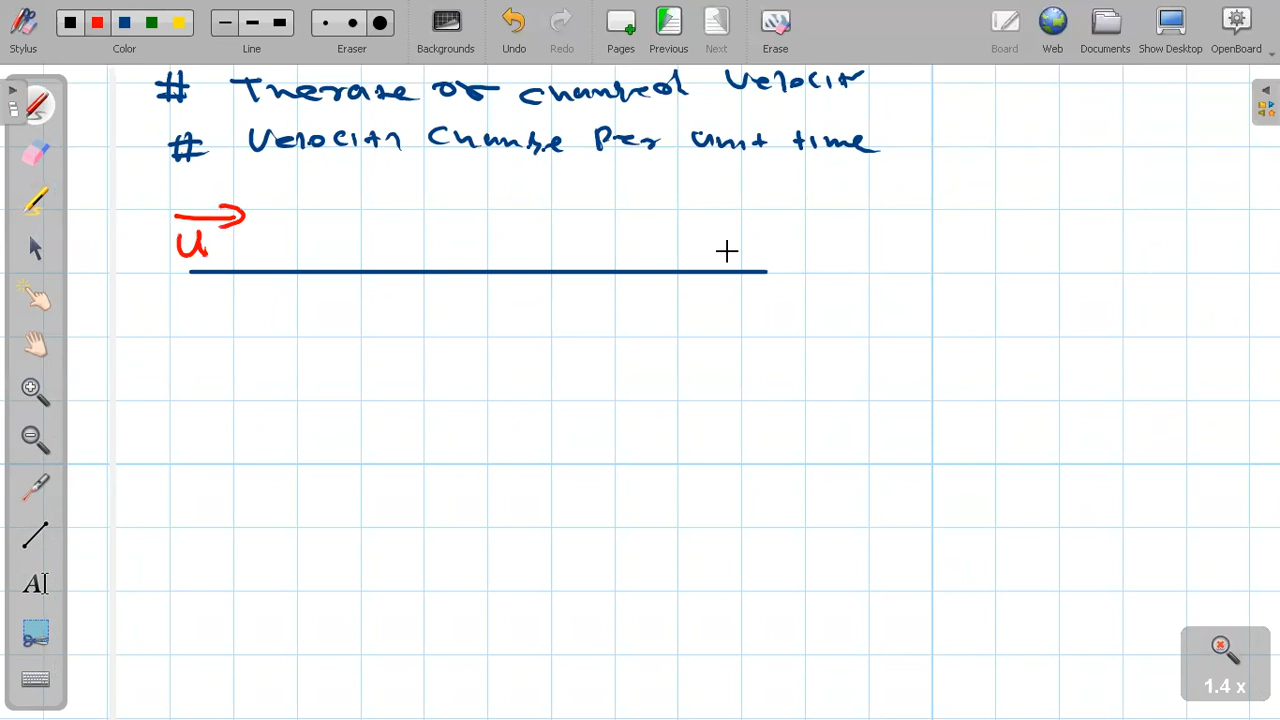 Stylus Color Line Eraser Backgrounds Undo Redo Pages Previous Next Erase Board Web Documents Show Desktop OpenBoard
# Increase or changed velocity
# Velocity change Per unit time
u
1.4 x